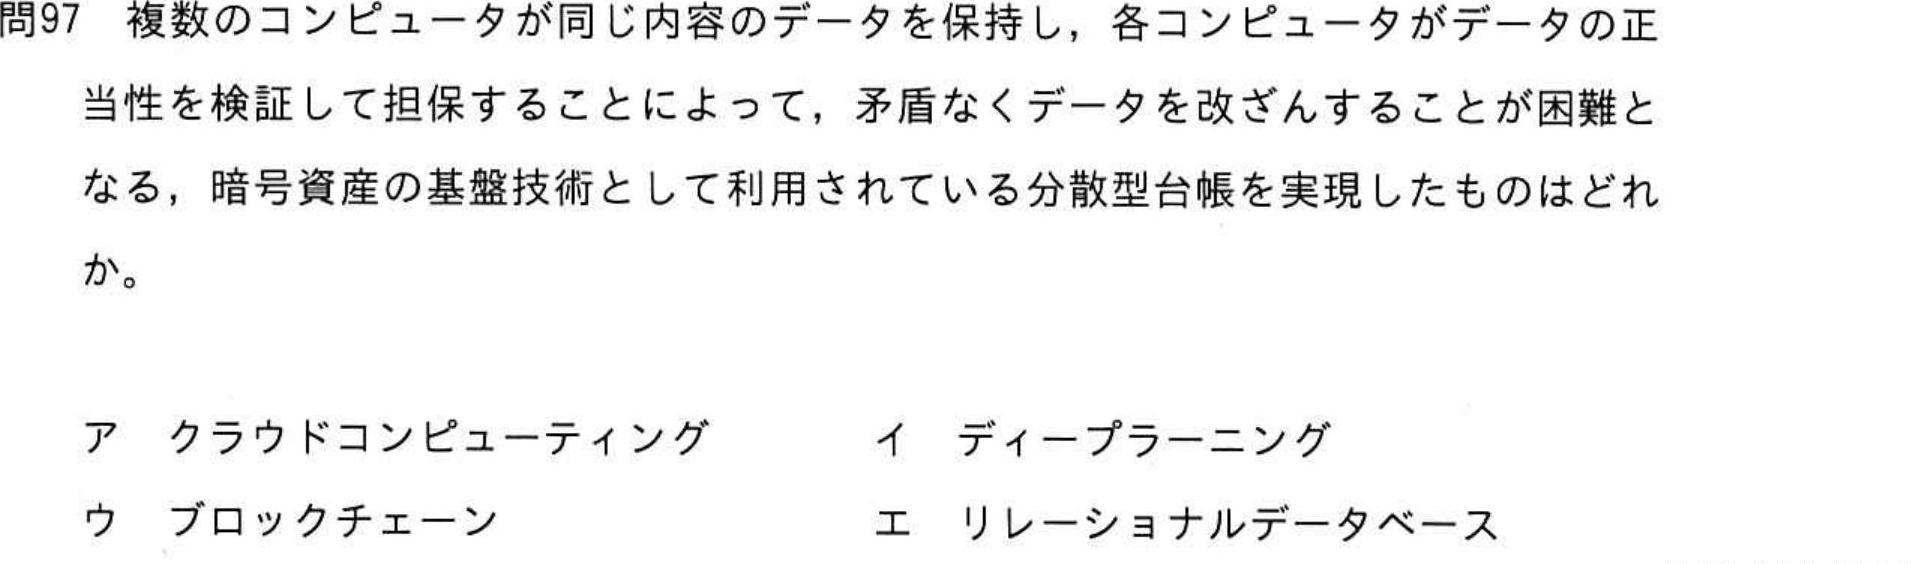 問97　複数のコンピュータが同じ内容のデータを保持し，各コンピュータがデータの正
当性を検証して担保することによって，矛盾なくデータを改ざんすることが困難と
なる，暗号資産の基盤技術として利用されている分散型台帳を実現したものはどれ
か。
ア　クラウドコンピューティング　イ　ディープラーニング
ウ　ブロックチェーン　エ　リレーショナルデータベース